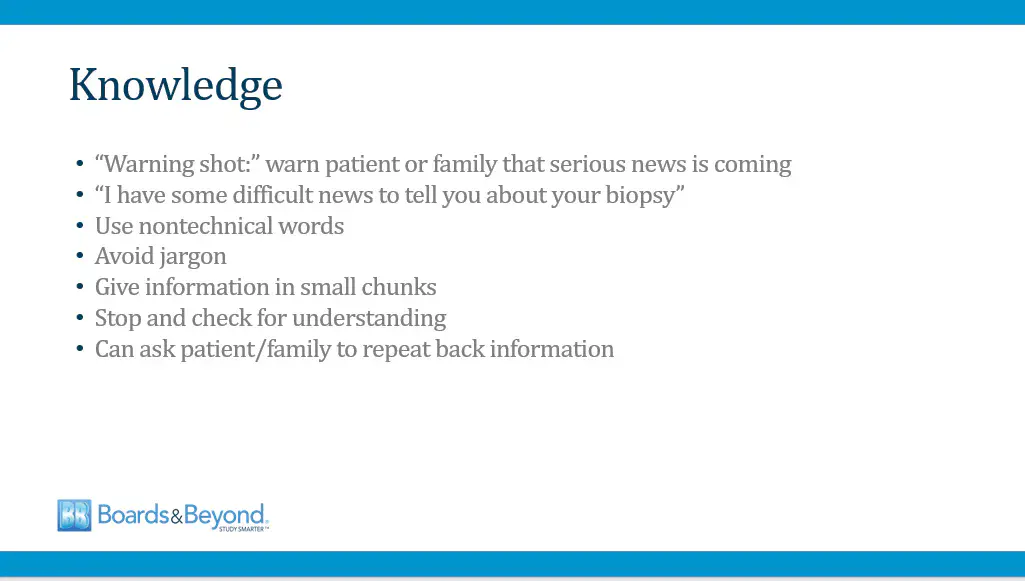 Knowledge
• “Warning shot:” warn patient or family that serious news is coming
• “I have some difficult news to tell you about your biopsy”
• Use nontechnical words
• Avoid jargon
• Give information in small chunks
• Stop and check for understanding
• Can ask patient/family to repeat back information
BB Boards&Beyond®
STUDY SMARTER™